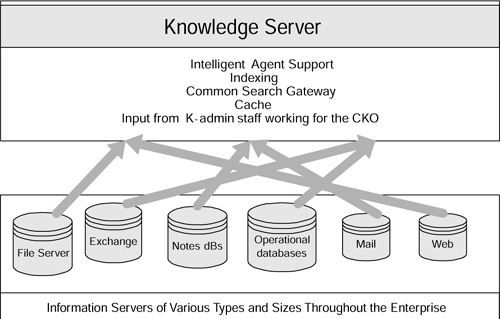 Knowledge Server
Intelligent Agent Support
Indexing
Common Search Gateway
Cache
Input from K-admin staff working for the CKO
File Server
Exchange
Notes dBs
Operational
databases
Mail
Web
Information Servers of Various Types and Sizes Throughout the Enterprise